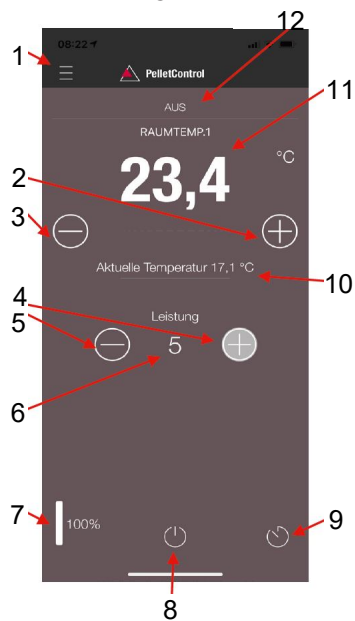 12
08:22
1
PelletControl
AUS
11
RAUMTEMP.1
23,4 °C
2
3
Aktuelle Temperatur 17,1 °C
10
4
Leistung
5
5
6
7
100%
9
8